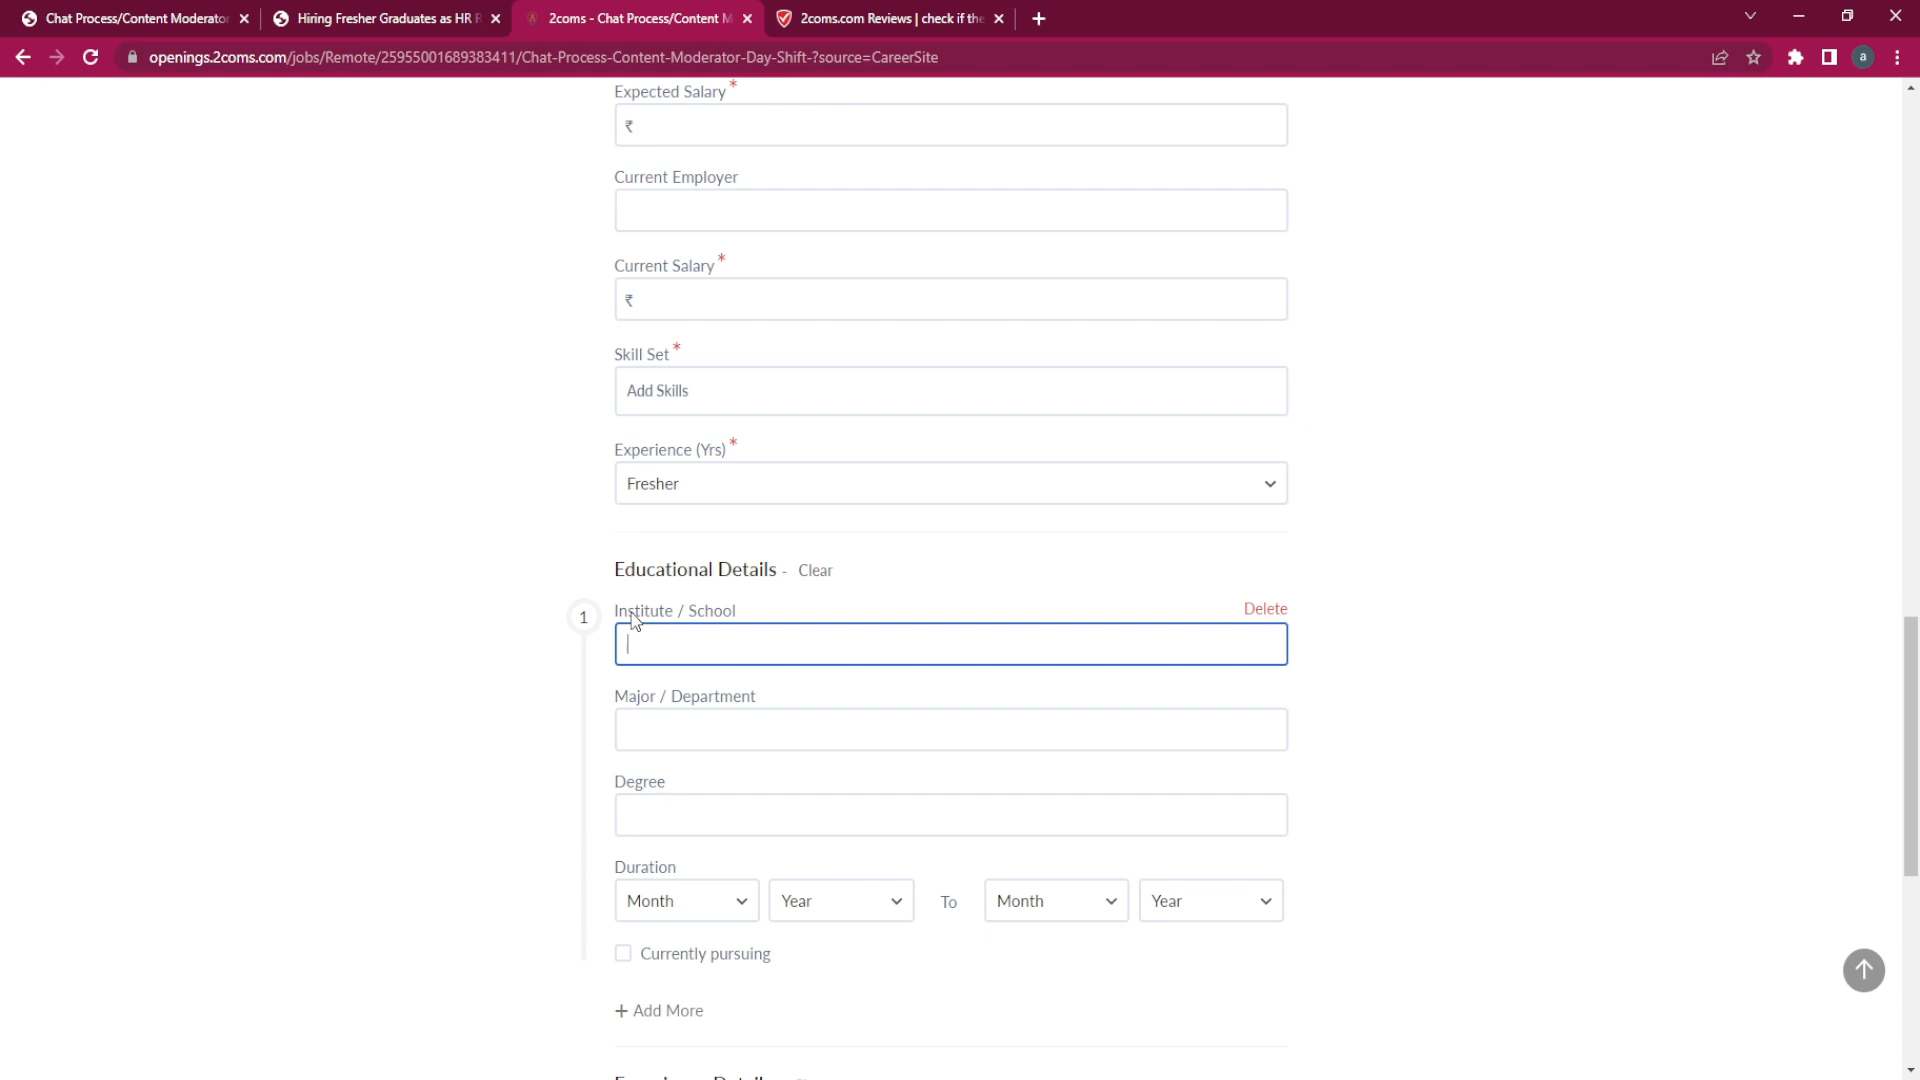 Chat Process/Content Moderator
Hiring Fresher Graduates as HR R
2coms - Chat Process/Content M
2coms.com Reviews | check if the
openings.2coms.com/jobs/Remote/25955001689383411/Chat-Process-Content-Moderator-Day-Shift-?source=CareerSite
a
Expected Salary*
₹
Current Employer
Current Salary*
₹
Skill Set*
Add Skills
Experience (Yrs)*
Fresher
Educational Details - Clear
1
Institute / School
Delete
Major / Department
Degree
Duration
Month Year To Month Year
Currently pursuing
+ Add More